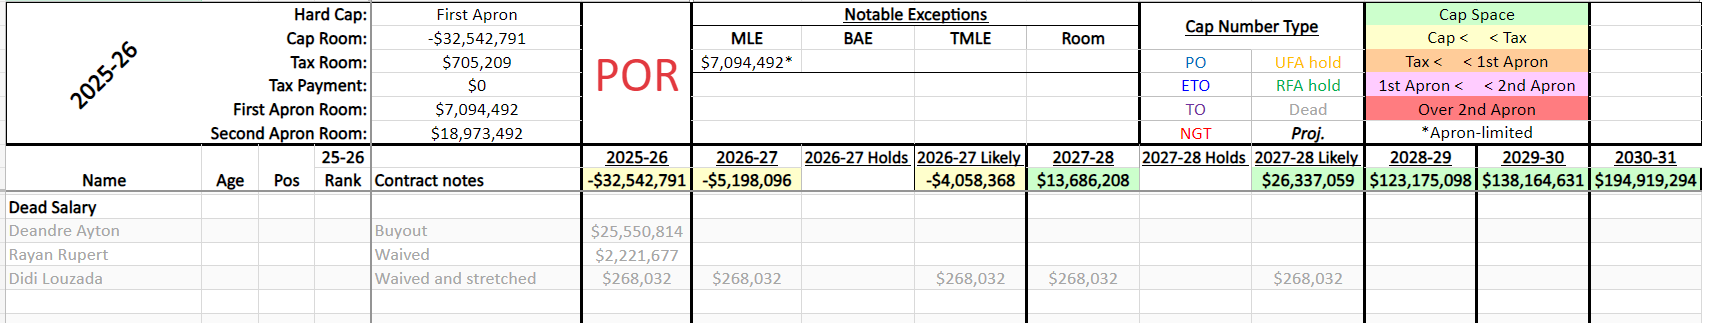 2025-26
Hard Cap: First Apron
Cap Room: -$32,542,791
Tax Room: $705,209
Tax Payment: $0
First Apron Room: $7,094,492
Second Apron Room: $18,973,492
POR
Notable Exceptions
MLE BAE TMLE Room
$7,094,492*
Cap Number Type
PO UFA hold
ETO RFA hold
TO Dead
NGT Proj.
Cap Space
Cap < < Tax
Tax < < 1st Apron
1st Apron < < 2nd Apron
Over 2nd Apron
*Apron-limited
25-26 2025-26 2026-27 2026-27 Holds 2026-27 Likely 2027-28 2027-28 Holds 2027-28 Likely 2028-29 2029-30 2030-31
Name Age Pos Rank Contract notes -$32,542,791 -$5,198,096 -$4,058,368 $13,686,208 $26,337,059 $123,175,098 $138,164,631 $194,919,294
Dead Salary
Deandre Ayton Buyout $25,550,814
Rayan Rupert Waived $2,221,677
Didi Louzada Waived and stretched $268,032 $268,032 $268,032 $268,032 $268,032